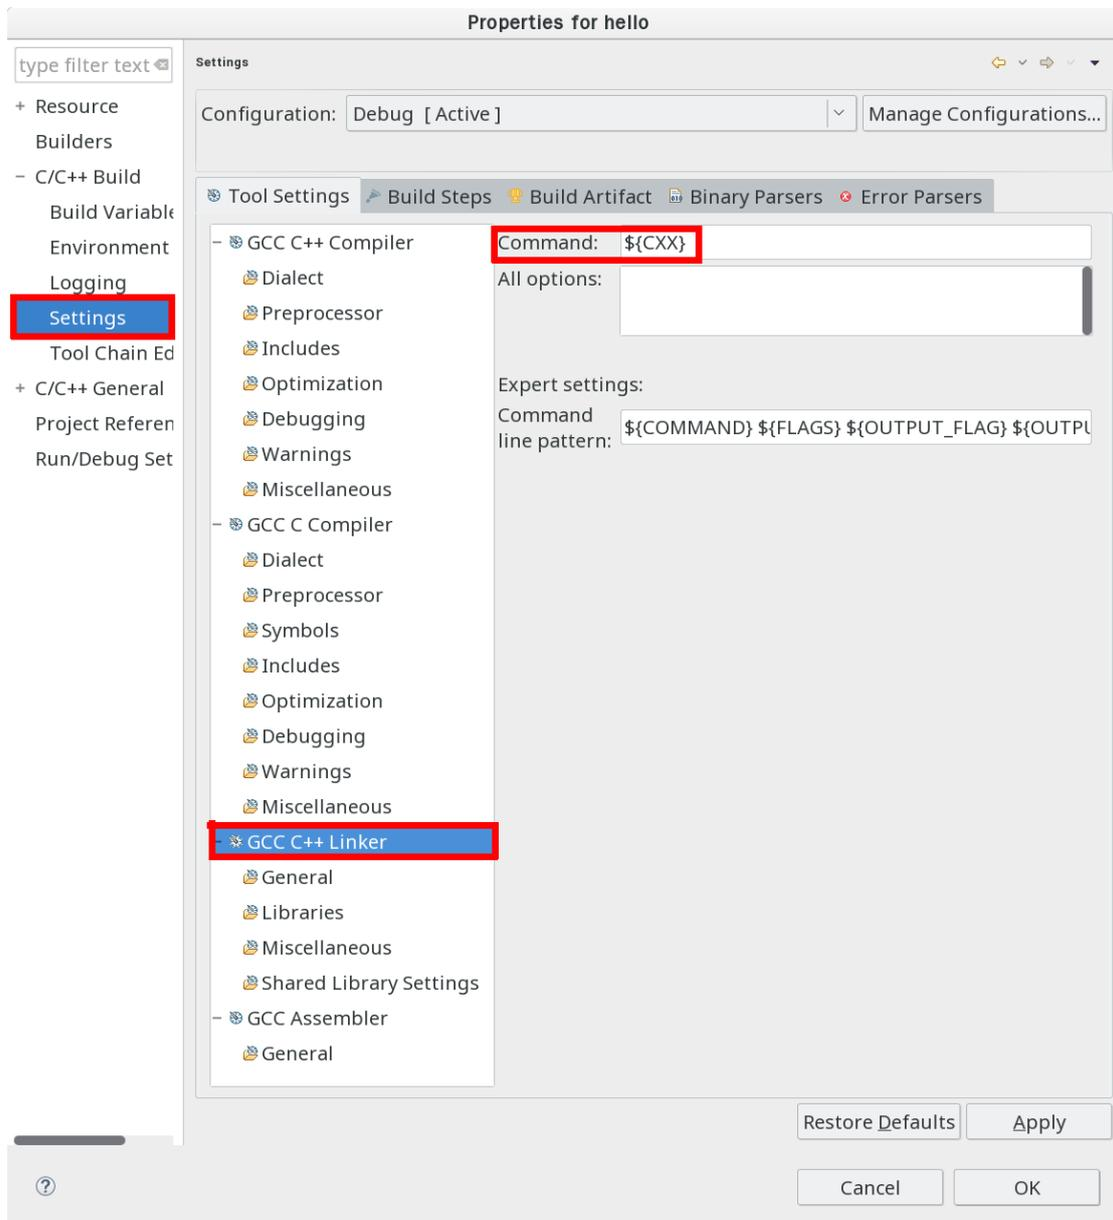 Properties for hello
type filter text
Resource
Builders
C/C++ Build
Build Variable
Environment
Logging
Settings
Tool Chain Ed
C/C++ General
Project Referen
Run/Debug Set
Settings
Configuration: Debug [ Active ] Manage Configurations...
Tool Settings Build Steps Build Artifact Binary Parsers Error Parsers
GCC C++ Compiler
Dialect
Preprocessor
Includes
Optimization
Debugging
Warnings
Miscellaneous
GCC C Compiler
Dialect
Preprocessor
Symbols
Includes
Optimization
Debugging
Warnings
Miscellaneous
GCC C++ Linker
General
Libraries
Miscellaneous
Shared Library Settings
GCC Assembler
General
Command: ${CXX}
All options:
Expert settings:
Command
line pattern: ${COMMAND} ${FLAGS} ${OUTPUT_FLAG} ${OUTPU
Restore Defaults Apply
Cancel OK